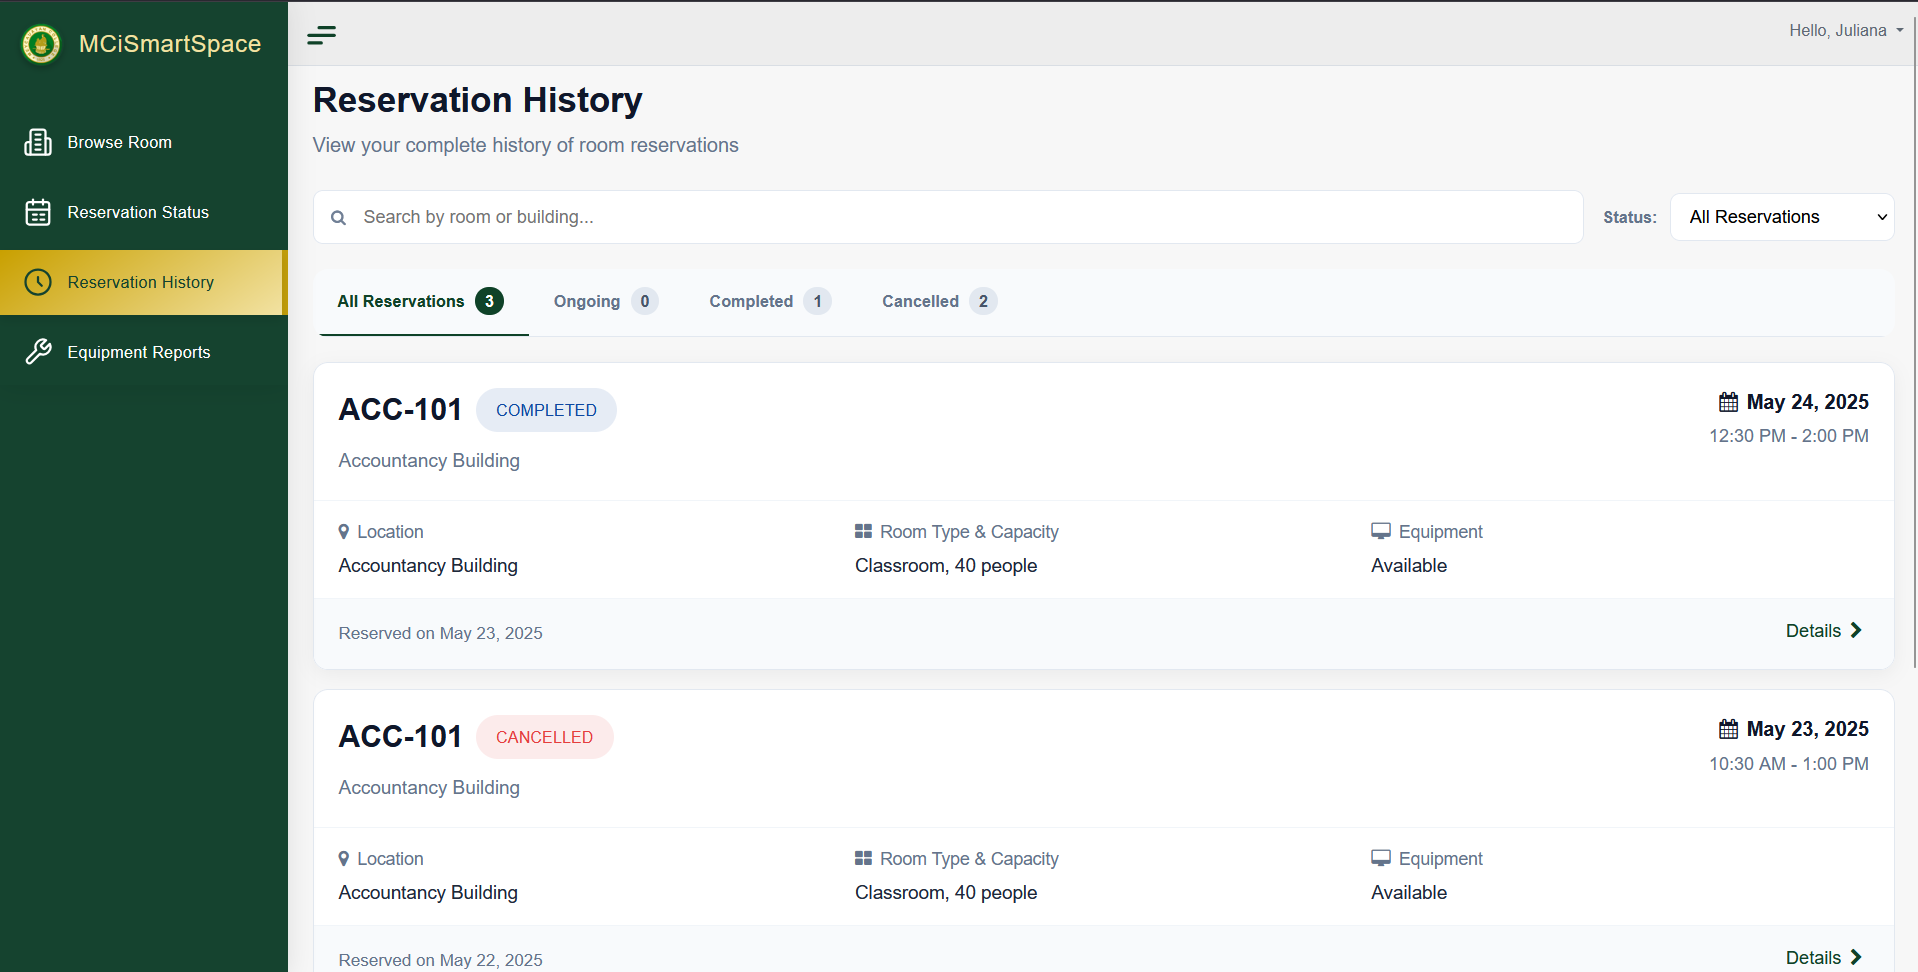 MCiSmartSpace
Hello, Juliana
Browse Room
Reservation Status
Reservation History
Equipment Reports
Reservation History
View your complete history of room reservations
Search by room or building...
Status: All Reservations
All Reservations 3 Ongoing 0 Completed 1 Cancelled 2
ACC-101 COMPLETED
May 24, 2025
12:30 PM - 2:00 PM
Accountancy Building
Location Room Type & Capacity Equipment
Accountancy Building Classroom, 40 people Available
Reserved on May 23, 2025 Details
ACC-101 CANCELLED
May 23, 2025
10:30 AM - 1:00 PM
Accountancy Building
Location Room Type & Capacity Equipment
Accountancy Building Classroom, 40 people Available
Reserved on May 22, 2025 Details